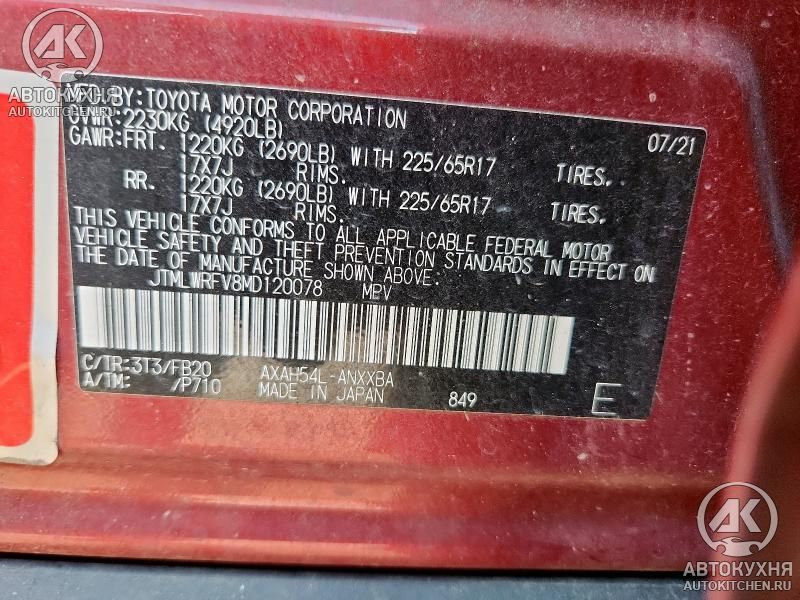 AK
АВТОКУХНЯ
AUTOKITCHEN.RU
MFD. BY: TOYOTA MOTOR CORPORATION
07/21
GVWR: 2230KG (4920LB)
GAWR: FRT. 1220KG (2690LB) WITH 225/65R17 TIRES.
17X7J RIMS.
RR. 1220KG (2690LB) WITH 225/65R17 TIRES.
17X7J RIMS.
THIS VEHICLE CONFORMS TO ALL APPLICABLE FEDERAL MOTOR
VEHICLE SAFETY AND THEFT PREVENTION STANDARDS IN EFFECT ON
THE DATE OF MANUFACTURE SHOWN ABOVE.
JTMLWRFV8MD120078 MPV
C/TR: 3T3/FB20 AXAH54L-ANXXBA
A/TM: /P710 MADE IN JAPAN 849 E
AK
АВТОКУХНЯ
AUTOKITCHEN.RU